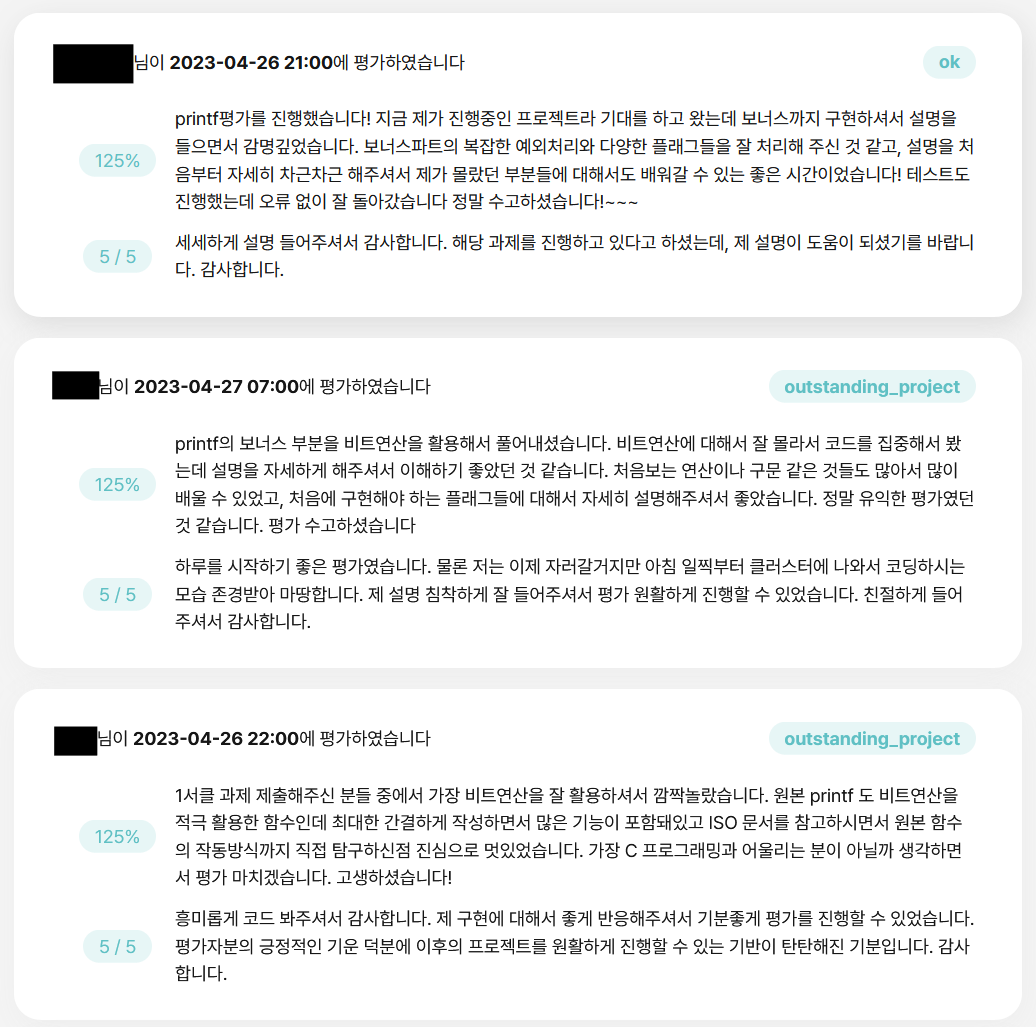 님이 2023-04-26 21:00에 평가하였습니다
ok
125%
printf평가를 진행했습니다! 지금 제가 진행중인 프로젝트라 기대를 하고 왔는데 보너스까지 구현하셔서 설명을
들으면서 감명깊었습니다. 보너스파트의 복잡한 예외처리와 다양한 플래그들을 잘 처리해 주신 것 같고, 설명을 처
음부터 자세히 차근차근 해주셔서 제가 몰랐던 부분들에 대해서도 배워갈 수 있는 좋은 시간이었습니다! 테스트도
진행했는데 오류 없이 잘 돌아갔습니다 정말 수고하셨습니다!~~~
5 / 5
세세하게 설명 들어주셔서 감사합니다. 해당 과제를 진행하고 있다고 하셨는데, 제 설명이 도움이 되셨기를 바랍니
다. 감사합니다.
님이 2023-04-27 07:00에 평가하였습니다
outstanding_project
125%
printf의 보너스 부분을 비트연산을 활용해서 풀어내셨습니다. 비트연산에 대해서 잘 몰라서 코드를 집중해서 봤
는데 설명을 자세하게 해주셔서 이해하기 좋았던 것 같습니다. 처음보는 연산이나 구문 같은 것들도 많아서 많이
배울 수 있었고, 처음에 구현해야 하는 플래그들에 대해서 자세히 설명해주셔서 좋았습니다. 정말 유익한 평가였던
것 같습니다. 평가 수고하셨습니다
5 / 5
하루를 시작하기 좋은 평가였습니다. 물론 저는 이제 자러갈거지만 아침 일찍부터 클러스터에 나와서 코딩하시는
모습 존경받아 마땅합니다. 제 설명 침착하게 잘 들어주셔서 평가 원활하게 진행할 수 있었습니다. 친절하게 들어
주셔서 감사합니다.
님이 2023-04-26 22:00에 평가하였습니다
outstanding_project
125%
1서클 과제 제출해주신 분들 중에서 가장 비트연산을 잘 활용하셔서 깜짝놀랐습니다. 원본 printf 도 비트연산을
적극 활용한 함수인데 최대한 간결하게 작성하면서 많은 기능이 포함돼있고 ISO 문서를 참고하시면서 원본 함수
의 작동방식까지 직접 탐구하신점 진심으로 멋있었습니다. 가장 C 프로그래밍과 어울리는 분이 아닐까 생각하면
서 평가 마치겠습니다. 고생하셨습니다!
5 / 5
흥미롭게 코드 봐주셔서 감사합니다. 제 구현에 대해서 좋게 반응해주셔서 기분좋게 평가를 진행할 수 있었습니다.
평가자분의 긍정적인 기운 덕분에 이후의 프로젝트를 원활하게 진행할 수 있는 기반이 탄탄해진 기분입니다. 감사
합니다.